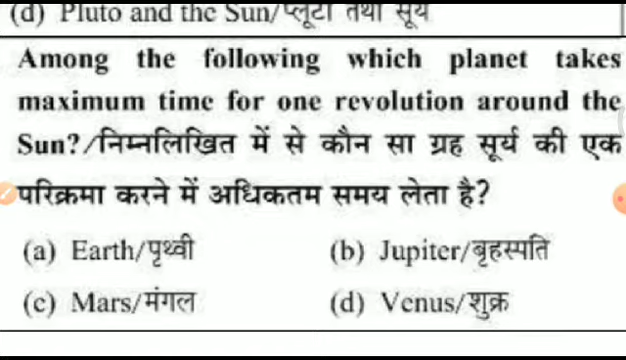 (d) Pluto and the Sun/प्लूटो तथा सूर्य
Among the following which planet takes
maximum time for one revolution around the
Sun?/निम्नलिखित में से कौन सा ग्रह सूर्य की एक
परिक्रमा करने में अधिकतम समय लेता है?
(a) Earth/पृथ्वी (b) Jupiter/बृहस्पति
(c) Mars/मंगल (d) Venus/शुक्र